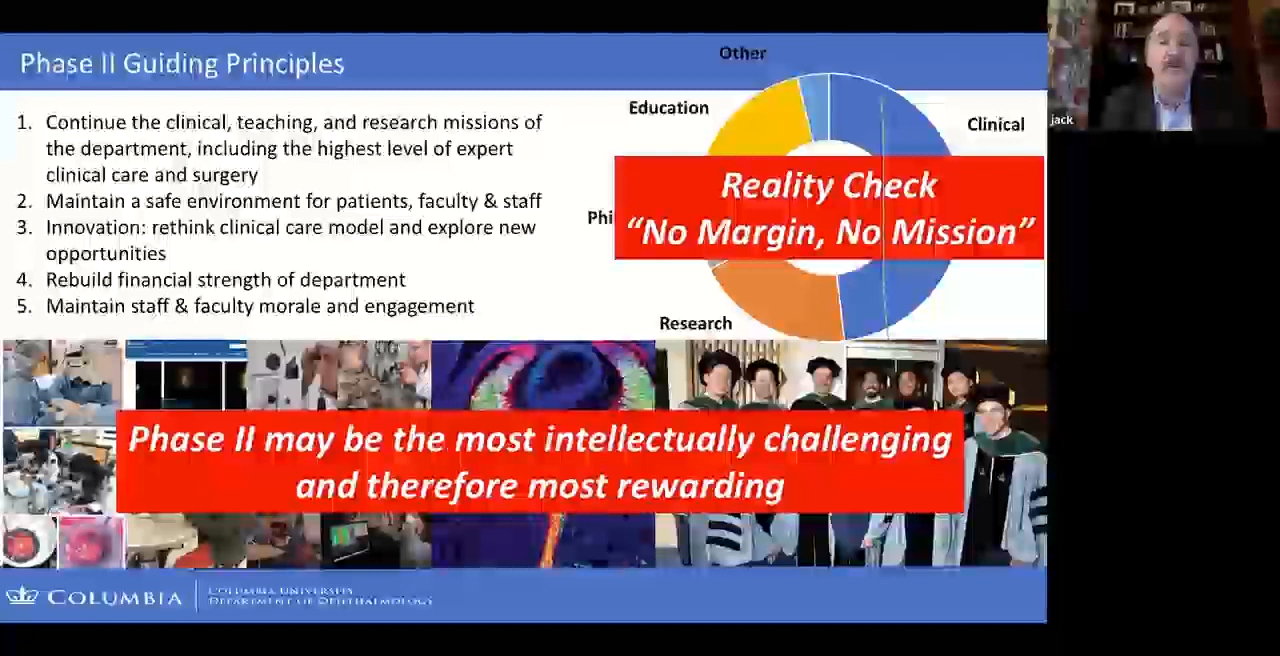 Phase II Guiding Principles
1. Continue the clinical, teaching, and research missions of
the department, including the highest level of expert
clinical care and surgery
2. Maintain a safe environment for patients, faculty & staff
3. Innovation: rethink clinical care model and explore new
opportunities
4. Rebuild financial strength of department
5. Maintain staff & faculty morale and engagement
Other
Education
Clinical
Phi
Research
Reality Check
“No Margin, No Mission”
jack
Phase II may be the most intellectually challenging
and therefore most rewarding
COLUMBIA
COLUMBIA UNIVERSITY
DEPARTMENT OF OPHTHALMOLOGY